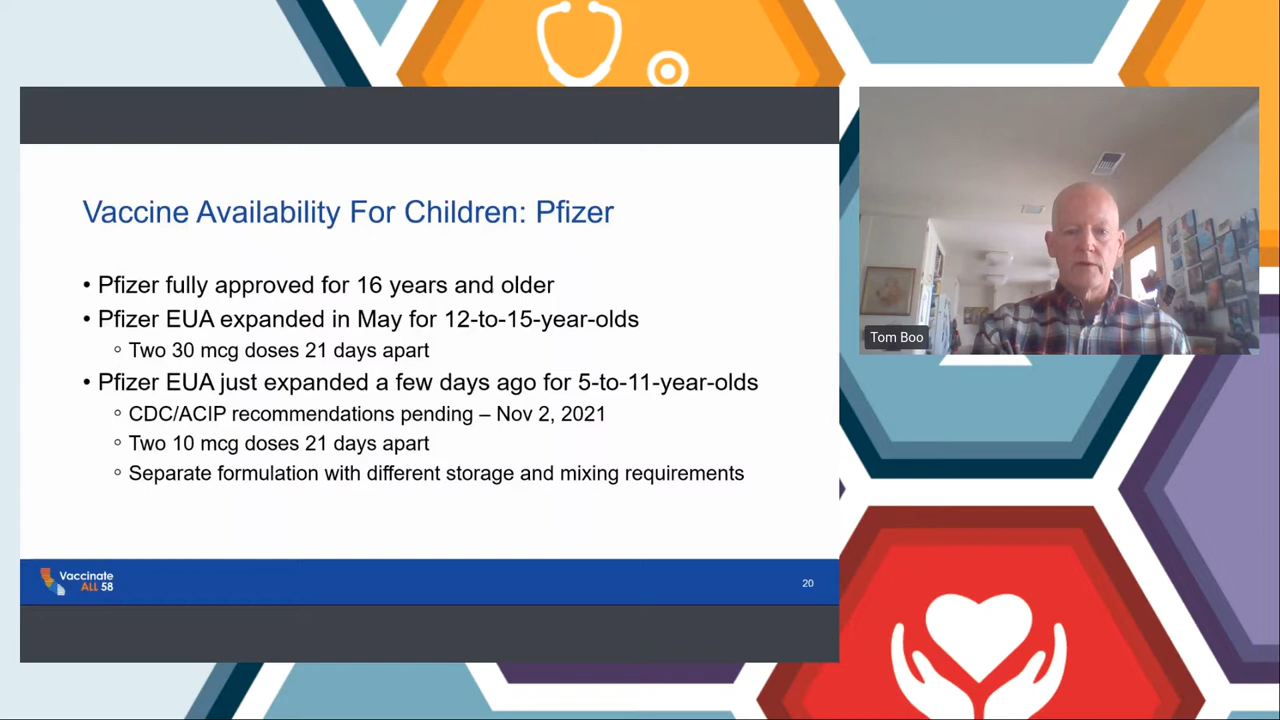 Vaccine Availability For Children: Pfizer
• Pfizer fully approved for 16 years and older
• Pfizer EUA expanded in May for 12-to-15-year-olds
◦ Two 30 mcg doses 21 days apart
• Pfizer EUA just expanded a few days ago for 5-to-11-year-olds
◦ CDC/ACIP recommendations pending – Nov 2, 2021
◦ Two 10 mcg doses 21 days apart
◦ Separate formulation with different storage and mixing requirements
Vaccinate
ALL 58
20
Tom Boo